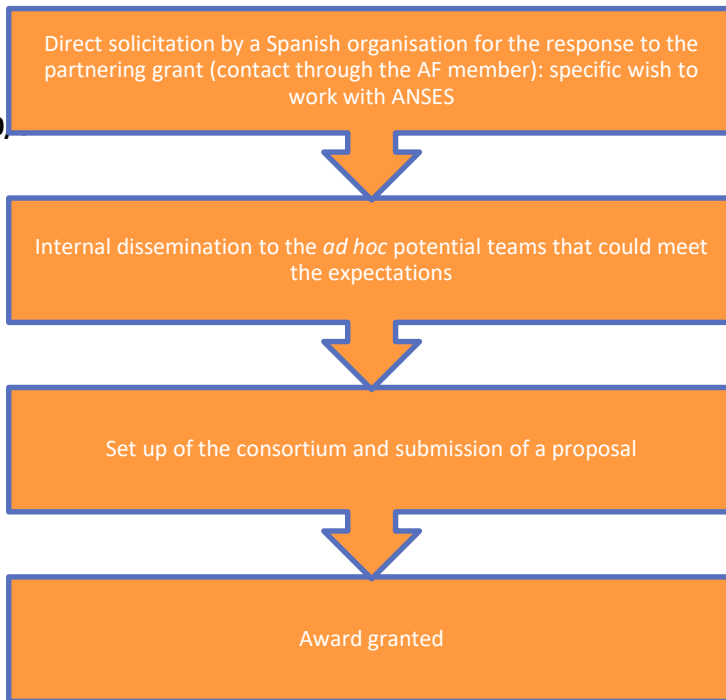 Direct solicitation by a Spanish organisation for the response to the
partnering grant (contact through the AF member): specific wish to
work with ANSES
Internal dissemination to the ad hoc potential teams that could meet
the expectations
Set up of the consortium and submission of a proposal
Award granted